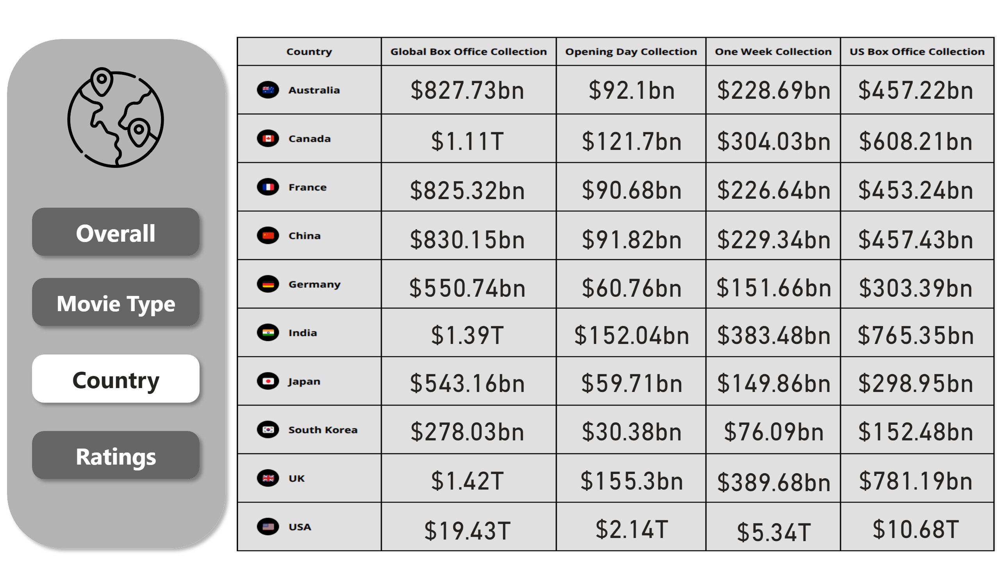 Overall
Movie Type
Country
Ratings
Country Global Box Office Collection Opening Day Collection One Week Collection US Box Office Collection
Australia $827.73bn $92.1bn $228.69bn $457.22bn
Canada $1.11T $121.7bn $304.03bn $608.21bn
France $825.32bn $90.68bn $226.64bn $453.24bn
China $830.15bn $91.82bn $229.34bn $457.43bn
Germany $550.74bn $60.76bn $151.66bn $303.39bn
India $1.39T $152.04bn $383.48bn $765.35bn
Japan $543.16bn $59.71bn $149.86bn $298.95bn
South Korea $278.03bn $30.38bn $76.09bn $152.48bn
UK $1.42T $155.3bn $389.68bn $781.19bn
USA $19.43T $2.14T $5.34T $10.68T